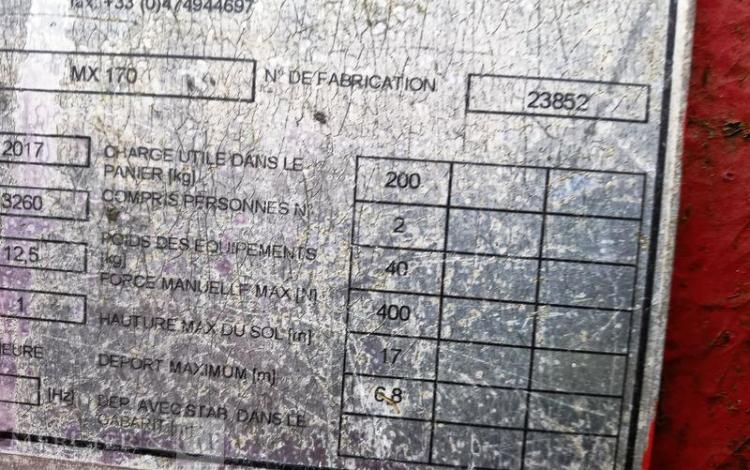 fax. +33 (0)474944697
MX 170 N° DE FABRICATION 23852
2017 CHARGE UTILE DANS LE
PANIER [kg] 200
3260 COMPRIS PERSONNES N° 2
12,5 POIDS DES EQUIPEMENTS
[kg] 40
1 FORCE MANUELLE MAX [N] 400
HAUTURE MAX DU SOL [m] 17
DEPORT MAXIMUM [m] 6,8
[Hz] DEP. AVEC STAB. DANS LE
GABARIT [m]